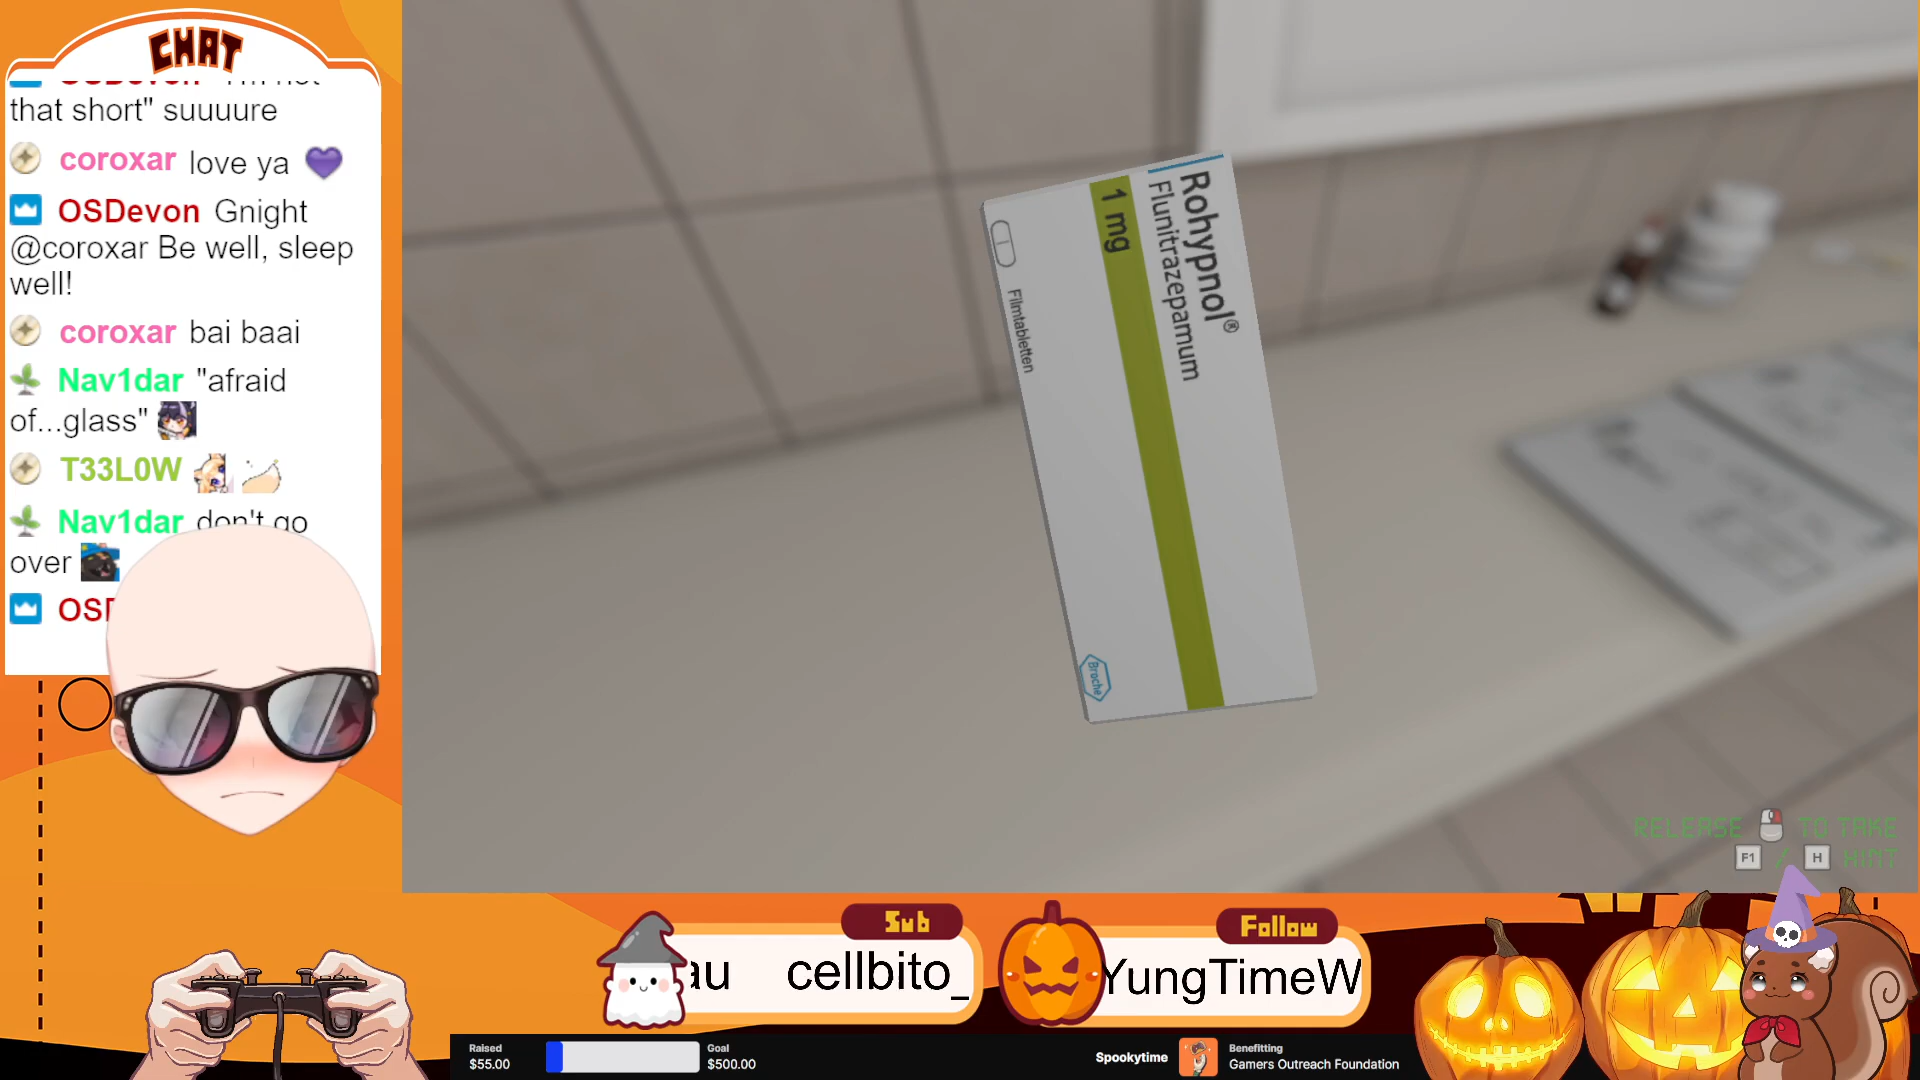 CHAT
that short" suuuure
coroxar love ya
OSDevon Gnight
@coroxar Be well, sleep
well!
coroxar bai baai
Nav1dar "afraid
of...glass"
T33L0W
Nav1dar don't go
over
Rohypnol®
Flunitrazepamum
1 mg
Filmtabletten
Broche
RELEASE TO TAKE
F1 / H HINT
Sub
au cellbito_
Follow
YungTimeW
Raised
$55.00
Goal
$500.00
Spookytime
Benefitting
Gamers Outreach Foundation